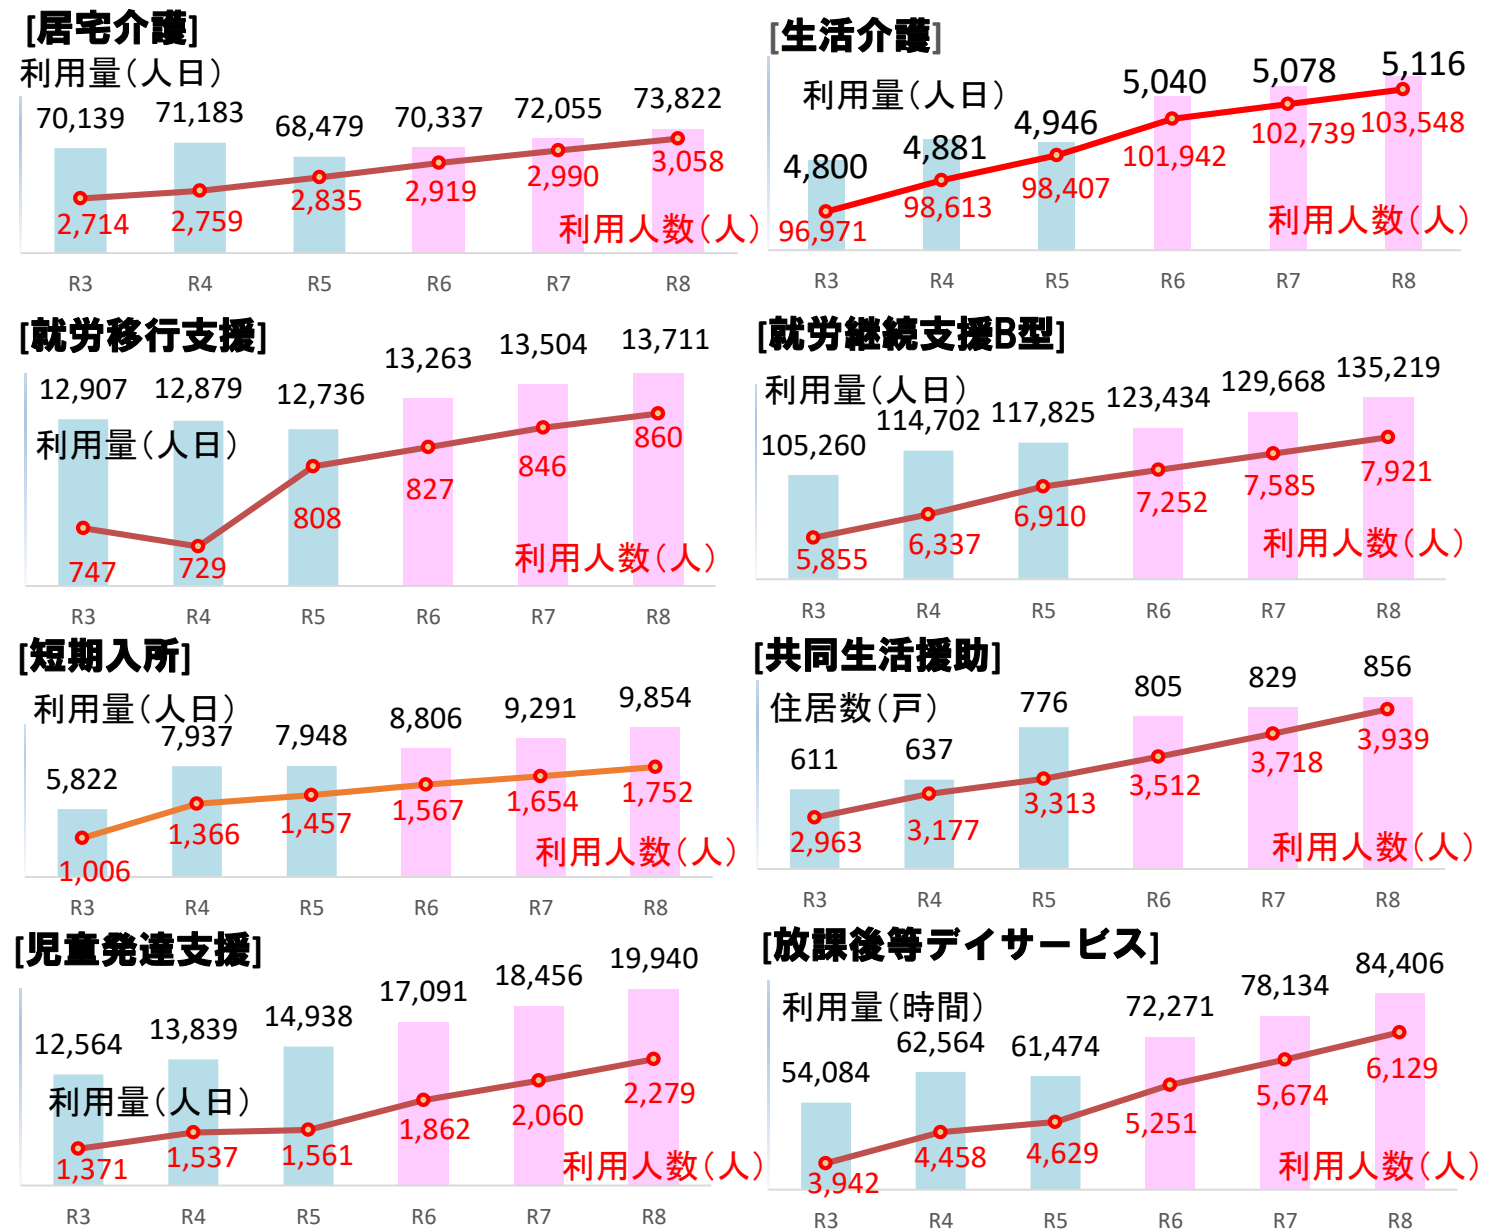 [居宅介護]
利用量(人日)
70,139 71,183 68,479 70,337 72,055 73,822
2,714 2,759 2,835 2,919 2,990 3,058
利用人数(人)
R3 R4 R5 R6 R7 R8
[生活介護]
利用量(人日)
4,800 4,881 4,946 5,040 5,078 5,116
96,971 98,613 98,407 101,942 102,739 103,548
利用人数(人)
R3 R4 R5 R6 R7 R8
[就労移行支援]
12,907 12,879 12,736 13,263 13,504 13,711
利用量(人日)
747 729 808 827 846 860
利用人数(人)
R3 R4 R5 R6 R7 R8
[就労継続支援B型]
利用量(人日)
105,260 114,702 117,825 123,434 129,668 135,219
5,855 6,337 6,910 7,252 7,585 7,921
利用人数(人)
R3 R4 R5 R6 R7 R8
[短期入所]
利用量(人日)
5,822 7,937 7,948 8,806 9,291 9,854
1,006 1,366 1,457 1,567 1,654 1,752
利用人数(人)
R3 R4 R5 R6 R7 R8
[共同生活援助]
住居数(戸)
611 637 776 805 829 856
2,963 3,177 3,313 3,512 3,718 3,939
利用人数(人)
R3 R4 R5 R6 R7 R8
[児童発達支援]
12,564 13,839 14,938 17,091 18,456 19,940
利用量(人日)
1,371 1,537 1,561 1,862 2,060 2,279
利用人数(人)
R3 R4 R5 R6 R7 R8
[放課後等デイサービス]
利用量(時間)
54,084 62,564 61,474 72,271 78,134 84,406
3,942 4,458 4,629 5,251 5,674 6,129
利用人数(人)
R3 R4 R5 R6 R7 R8